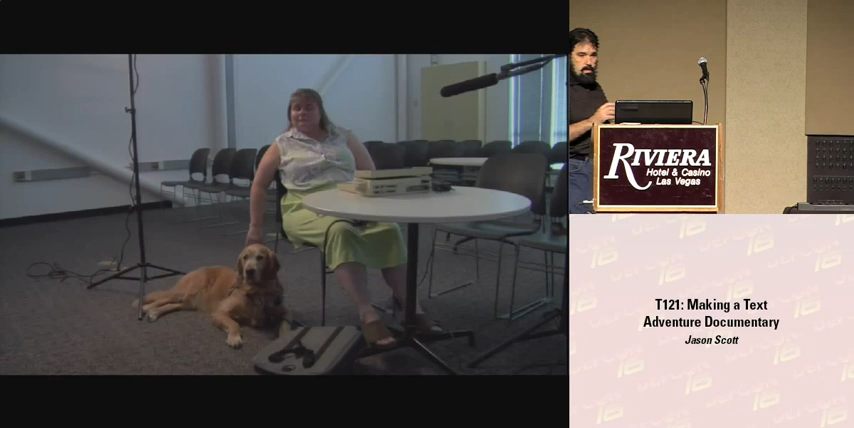 RIVIERA
Hotel & Casino
Las Vegas
T121: Making a Text
Adventure Documentary
Jason Scott